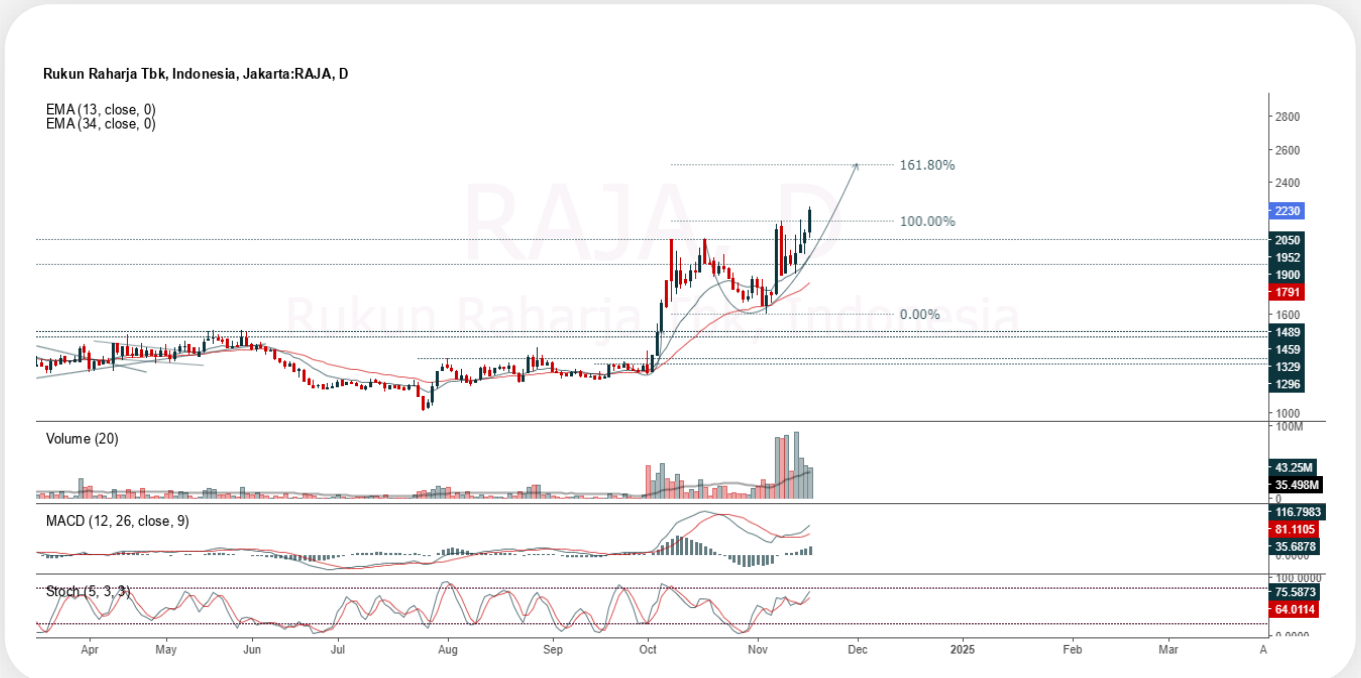 Rukun Raharja Tbk, Indonesia, Jakarta:RAJA, D
EMA (13, close, 0)
EMA (34, close, 0)
RAJA, D
Rukun Raharja Tbk, Indonesia
161.80%
100.00%
0.00%
2800
2600
2400
2230
2050
1952
1900
1791
1600
1489
1459
1329
1296
1000
Volume (20)
100M
43.25M
35.498M
0
MACD (12, 26, close, 9)
116.7983
81.1105
35.6878
0.0000
Stoch (5, 3, 3)
100.0000
75.5873
64.0114
0.0000
Apr May Jun Jul Aug Sep Oct Nov Dec 2025 Feb Mar A